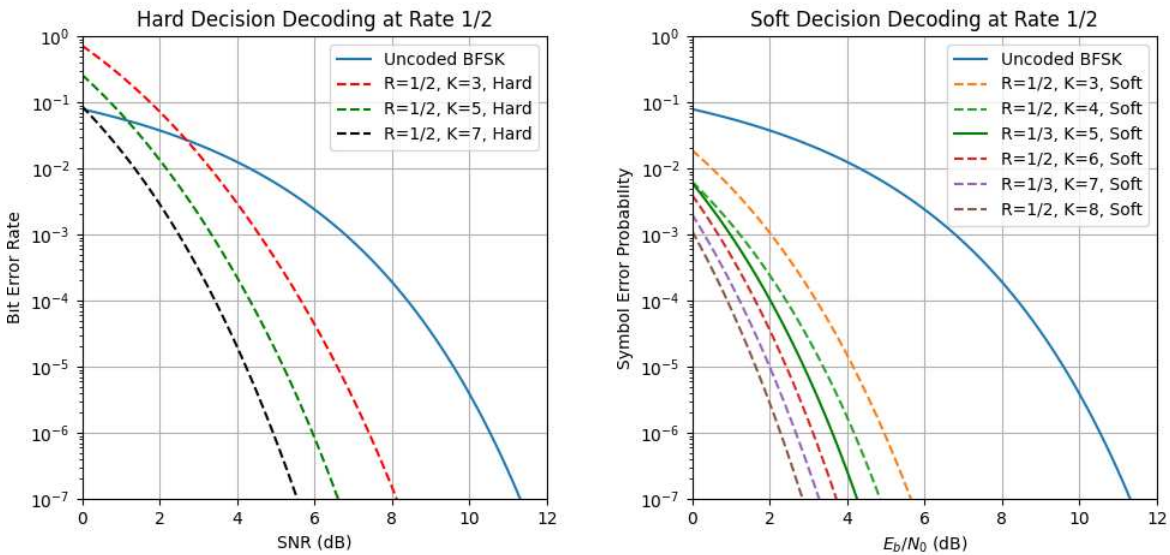 Hard Decision Decoding at Rate 1/2
Bit Error Rate
10^0
10^-1
10^-2
10^-3
10^-4
10^-5
10^-6
10^-7
Uncoded BFSK
R=1/2, K=3, Hard
R=1/2, K=5, Hard
R=1/2, K=7, Hard
0 2 4 6 8 10 12
SNR (dB)
Soft Decision Decoding at Rate 1/2
Symbol Error Probability
10^0
10^-1
10^-2
10^-3
10^-4
10^-5
10^-6
10^-7
Uncoded BFSK
R=1/2, K=3, Soft
R=1/2, K=4, Soft
R=1/3, K=5, Soft
R=1/2, K=6, Soft
R=1/3, K=7, Soft
R=1/2, K=8, Soft
0 2 4 6 8 10 12
E_b/N_0 (dB)